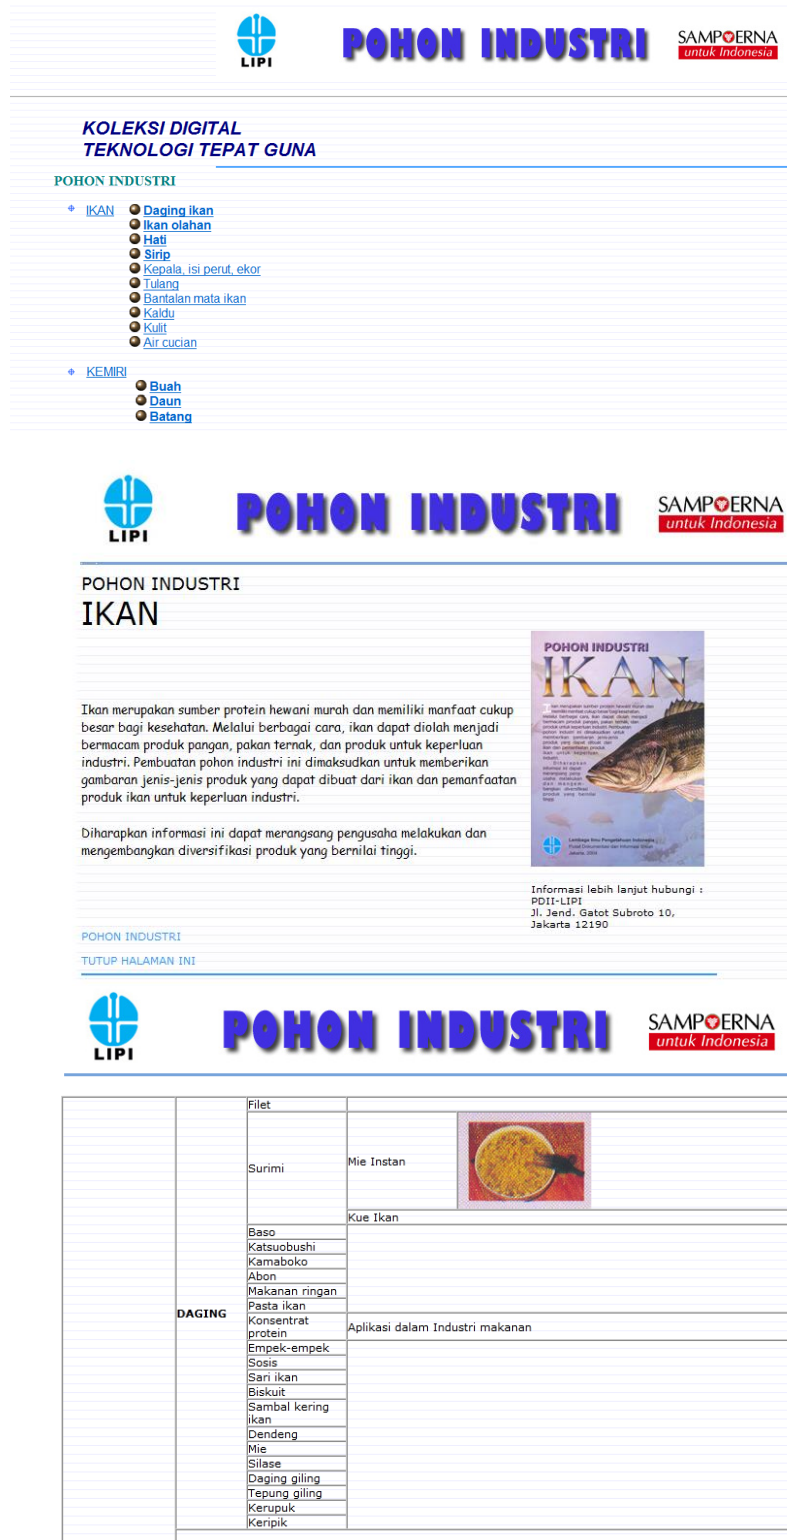 LIPI
POHON INDUSTRI
SAMPOERNA
untuk Indonesia
KOLEKSI DIGITAL
TEKNOLOGI TEPAT GUNA
POHON INDUSTRI
IKAN
Daging ikan
Ikan olahan
Hati
Sirip
Kepala, isi perut, ekor
Tulang
Bantalan mata ikan
Kaldu
Kulit
Air cucian
KEMIRI
Buah
Daun
Batang
LIPI
POHON INDUSTRI
SAMPOERNA
untuk Indonesia
POHON INDUSTRI
IKAN
Ikan merupakan sumber protein hewani murah dan memiliki manfaat cukup
besar bagi kesehatan. Melalui berbagai cara, ikan dapat diolah menjadi
bermacam produk pangan, pakan ternak, dan produk untuk keperluan
industri. Pembuatan pohon industri ini dimaksudkan untuk memberikan
gambaran jenis-jenis produk yang dapat dibuat dari ikan dan pemanfaatan
produk ikan untuk keperluan industri.
Diharapkan informasi ini dapat merangsang pengusaha melakukan dan
mengembangkan diversifikasi produk yang bernilai tinggi.
POHON INDUSTRI
IKAN
Lembaga Ilmu Pengetahuan Indonesia
Jakarta, 2004
Informasi lebih lanjut hubungi :
PDII-LIPI
Jl. Jend. Gatot Subroto 10,
Jakarta 12190
POHON INDUSTRI
TUTUP HALAMAN INI
LIPI
POHON INDUSTRI
SAMPOERNA
untuk Indonesia
DAGING
Filet
Surimi
Mie Instan
Kue Ikan
Baso
Katsuobushi
Kamaboko
Abon
Makanan ringan
Pasta ikan
Konsentrat
protein
Aplikasi dalam Industri makanan
Empek-empek
Sosis
Sari ikan
Biskuit
Sambal kering
ikan
Dendeng
Mie
Silase
Daging giling
Tepung giling
Kerupuk
Keripik